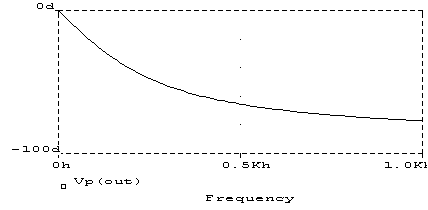 0d
-100d
0h 0.5Kh 1.0Kh
Vp(out)
Frequency